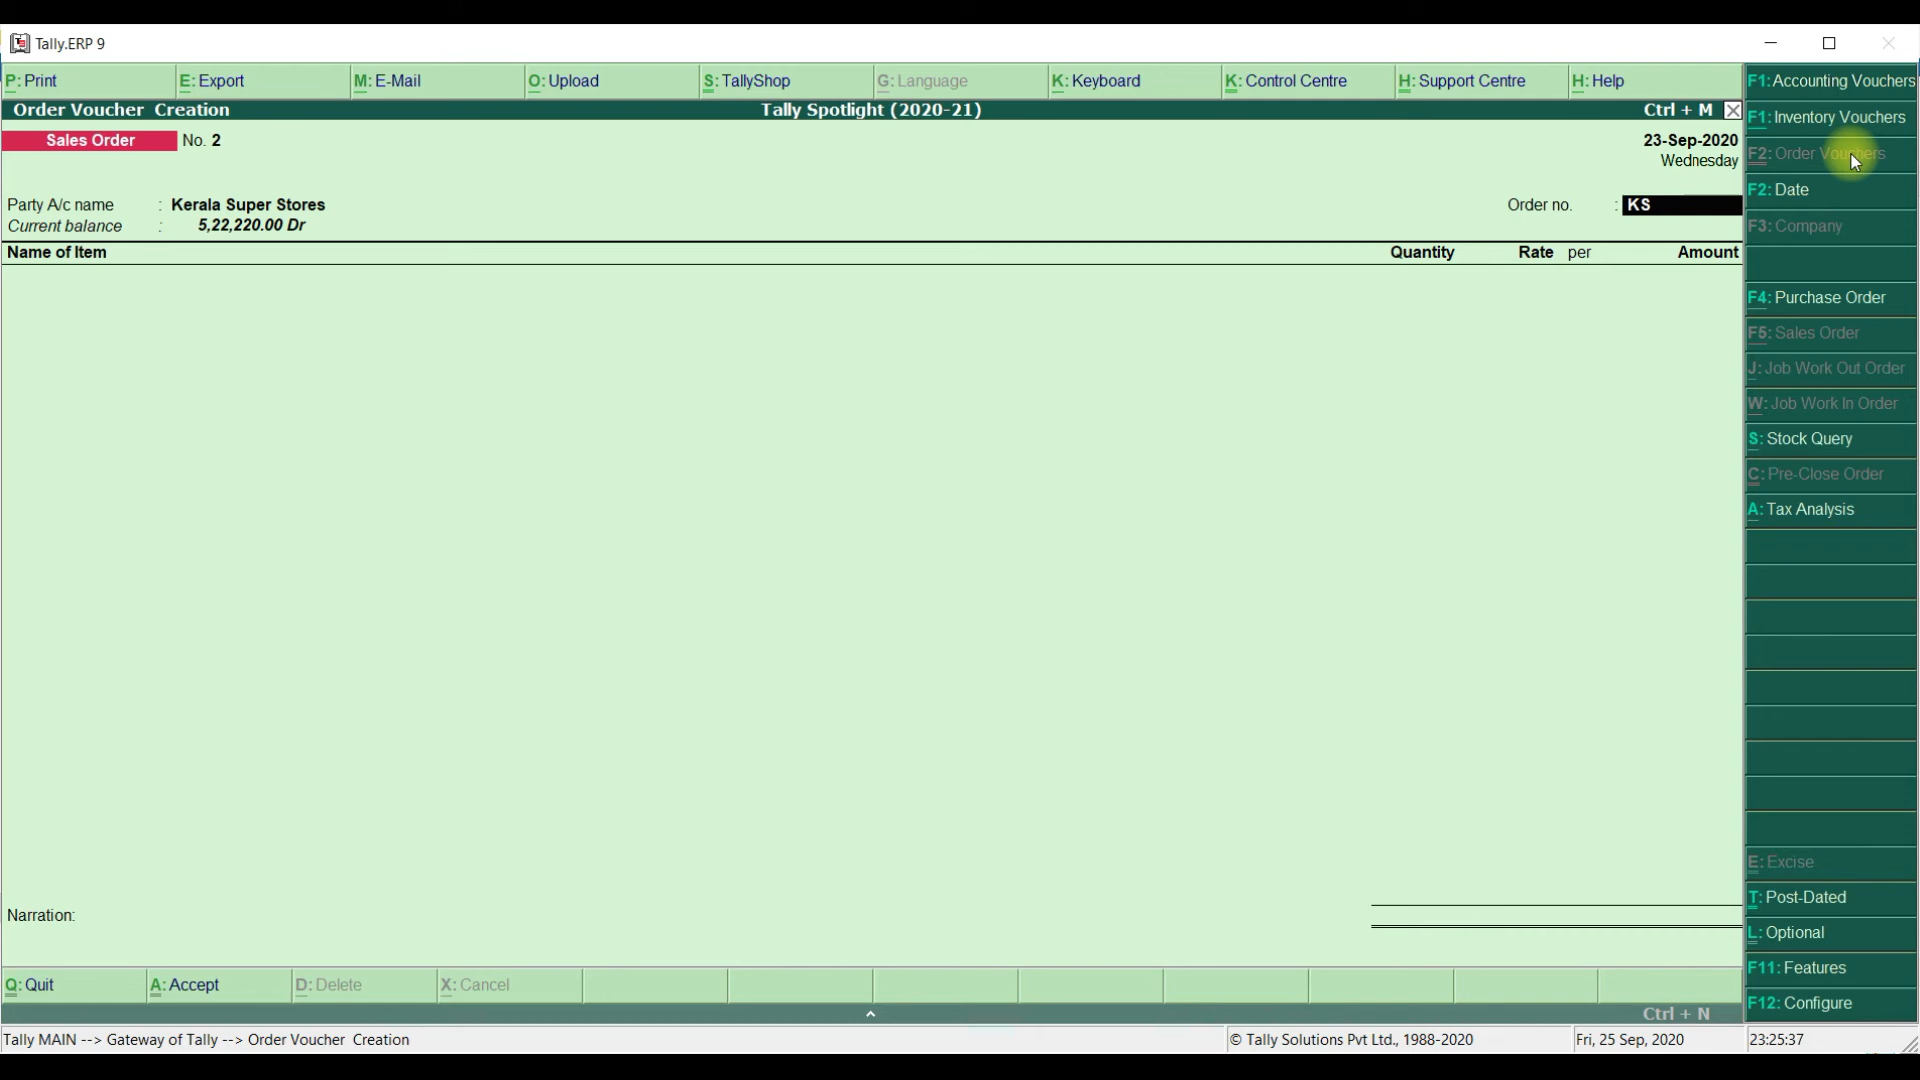 Tally.ERP 9
P: Print E: Export M: E-Mail O: Upload S: TallyShop G: Language K: Keyboard K: Control Centre H: Support Centre H: Help F1: Accounting Vouchers
Order Voucher Creation Tally Spotlight (2020-21) Ctrl + M
F1: Inventory Vouchers
Sales Order No. 2 23-Sep-2020
Wednesday
F2: Order Vouchers
F2: Date
Party A/c name : Kerala Super Stores Order no. : KS
Current balance : 5,22,220.00 Dr
F3: Company
Name of Item Quantity Rate per Amount
F4: Purchase Order
F5: Sales Order
J: Job Work Out Order
W: Job Work In Order
S: Stock Query
C: Pre-Close Order
A: Tax Analysis
E: Excise
T: Post-Dated
Narration:
L: Optional
F11: Features
Q: Quit A: Accept D: Delete X: Cancel
F12: Configure
Ctrl + N
Tally MAIN --> Gateway of Tally --> Order Voucher Creation © Tally Solutions Pvt Ltd., 1988-2020 Fri, 25 Sep, 2020 23:25:37